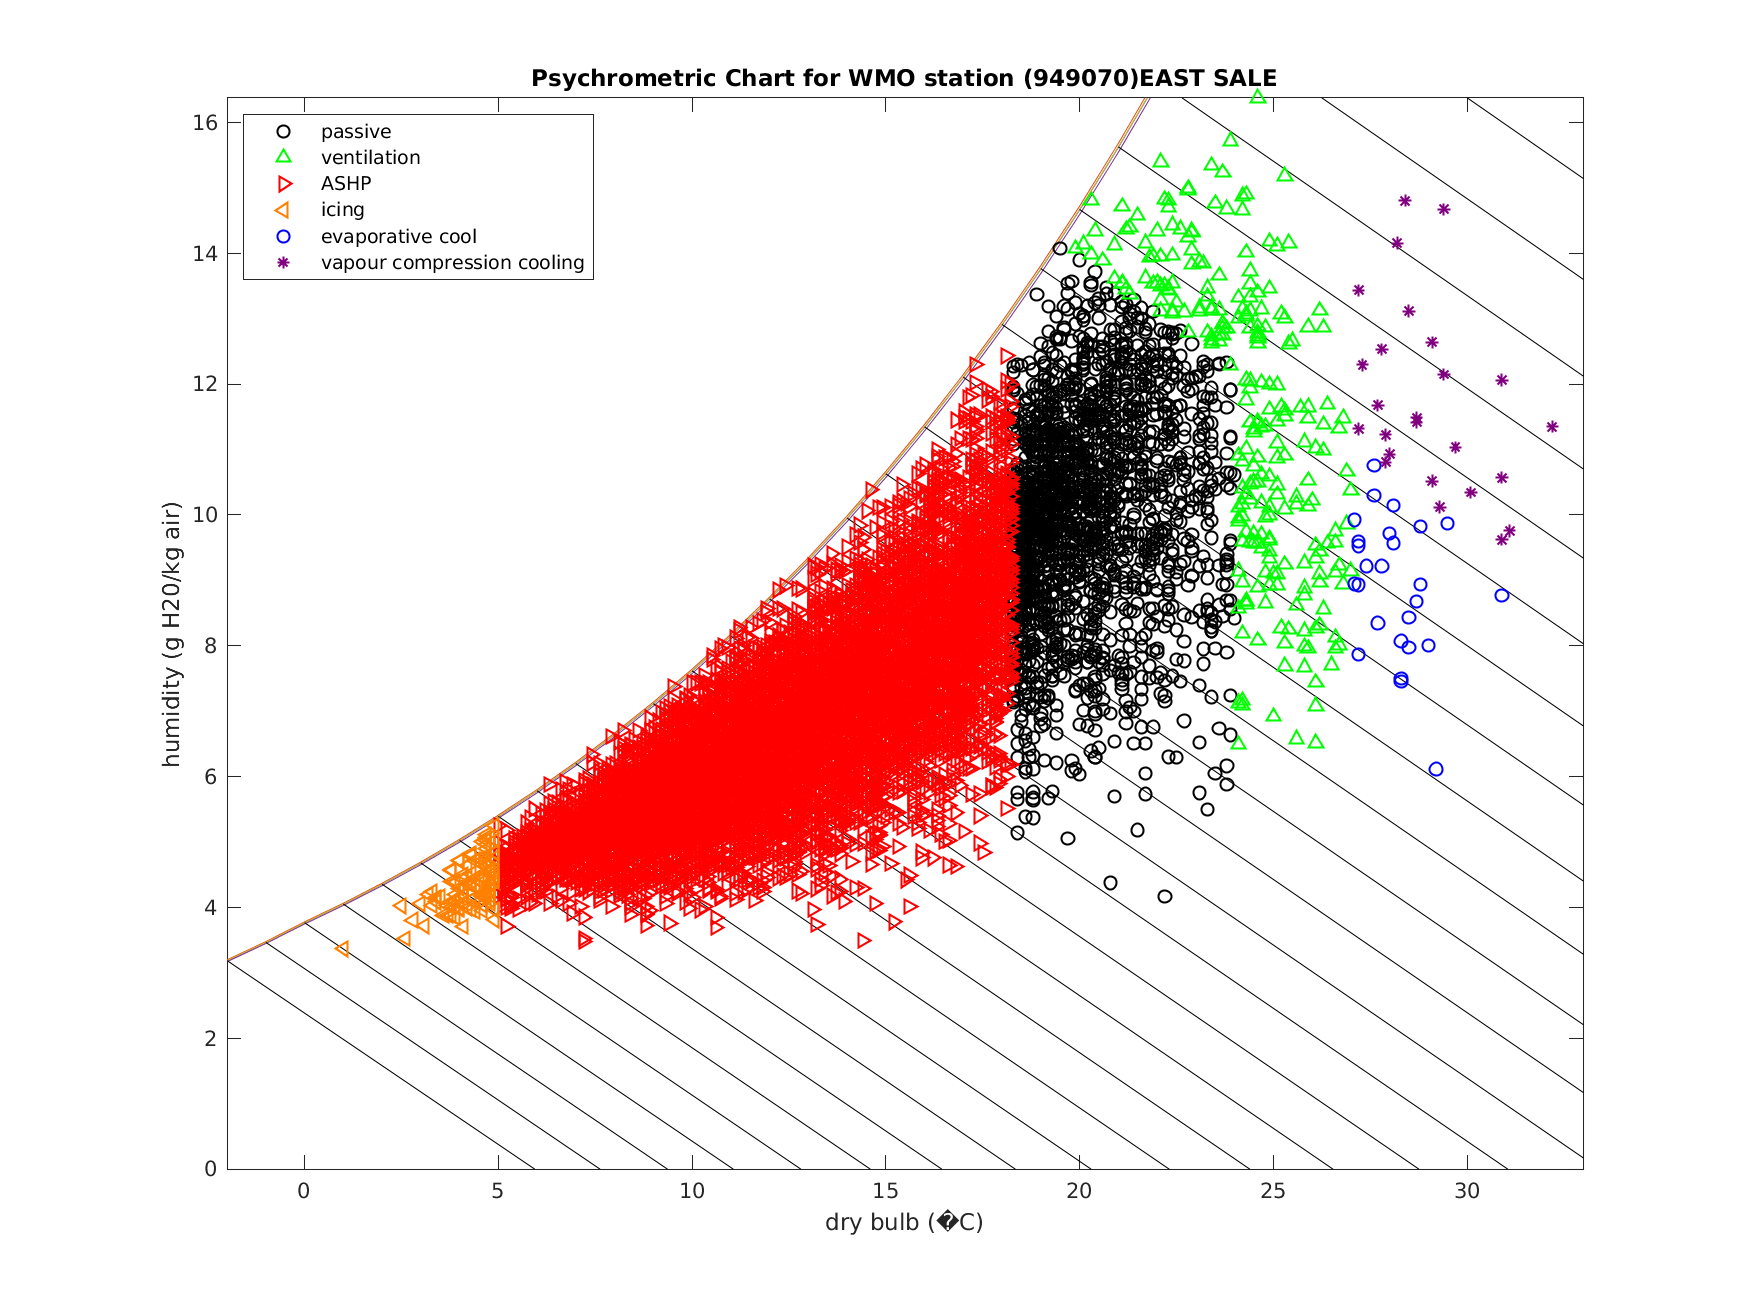 Psychrometric Chart for WMO station (949070)EAST SALE
passive
ventilation
ASHP
icing
evaporative cool
vapour compression cooling
humidity (g H20/kg air)
16
14
12
10
8
6
4
2
0
0 5 10 15 20 25 30
dry bulb (�C)